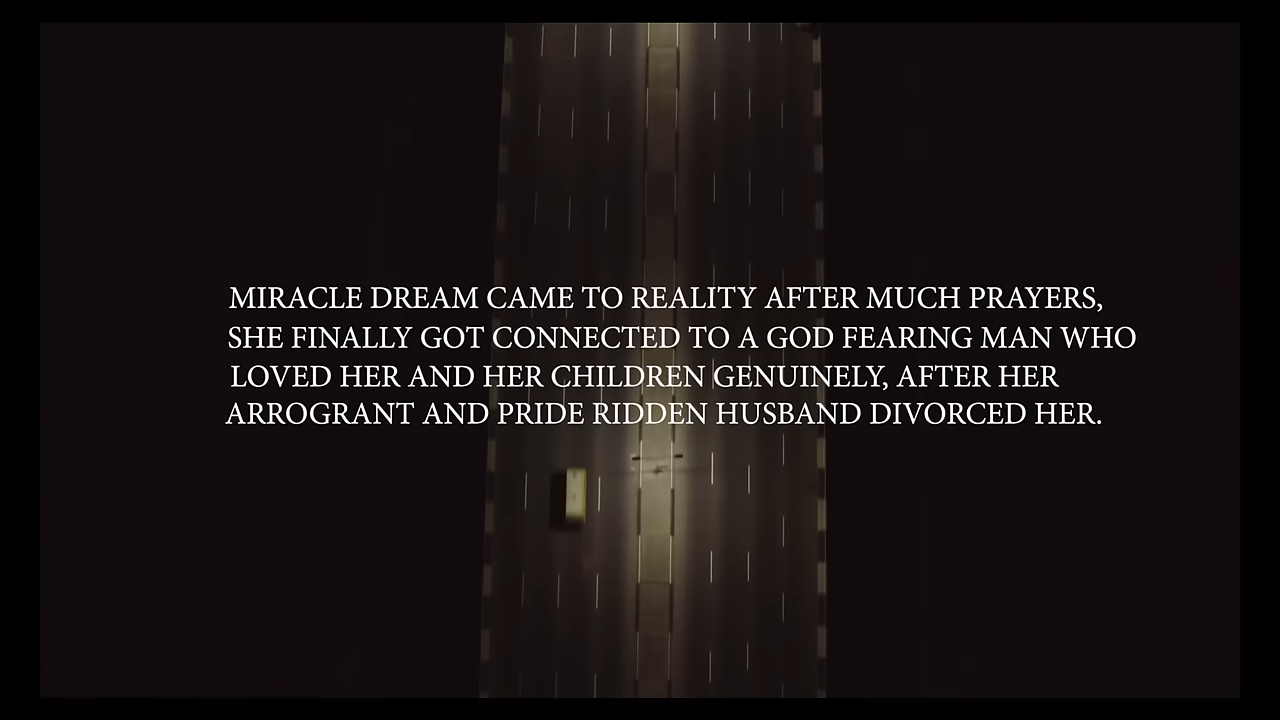 MIRACLE DREAM CAME TO REALITY AFTER MUCH PRAYERS,
SHE FINALLY GOT CONNECTED TO A GOD FEARING MAN WHO
LOVED HER AND HER CHILDREN GENUINELY, AFTER HER
ARROGRANT AND PRIDE RIDDEN HUSBAND DIVORCED HER.